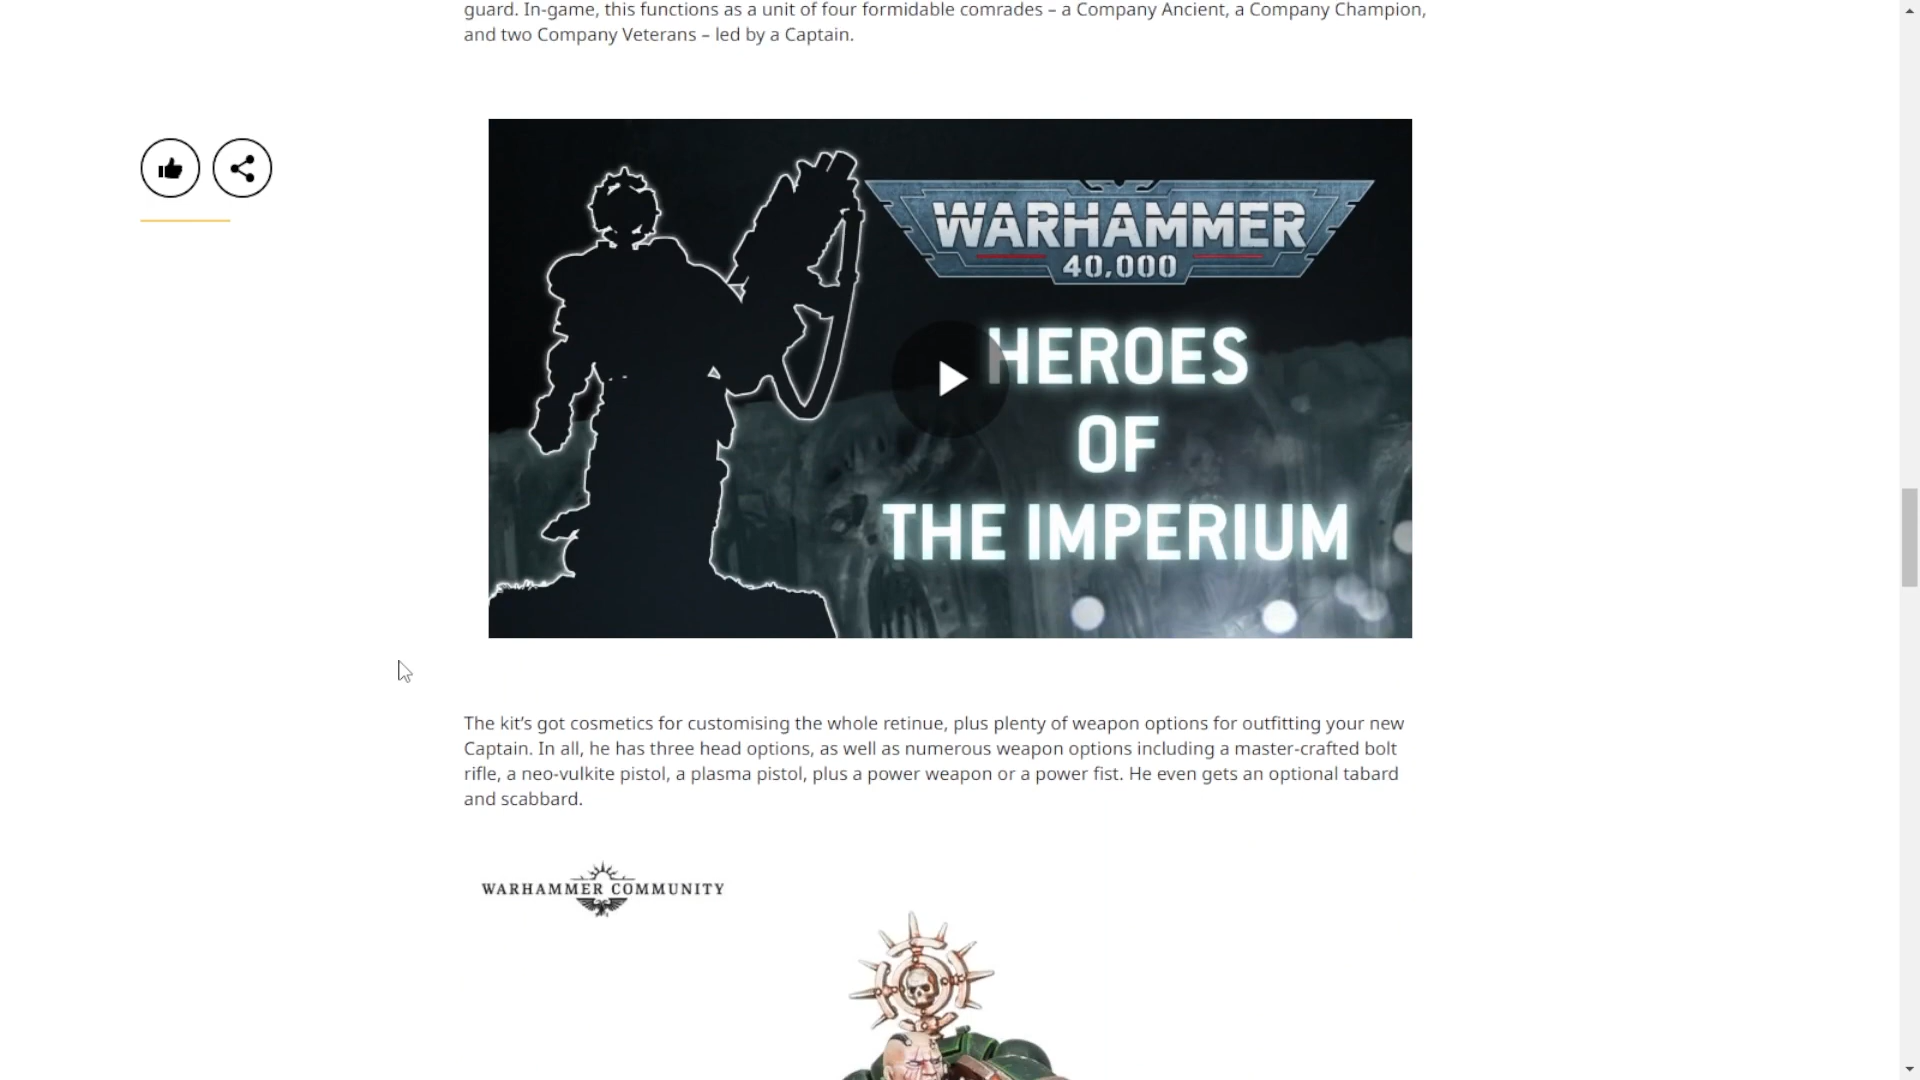 guard. In-game, this functions as a unit of four formidable comrades – a Company Ancient, a Company Champion,
and two Company Veterans – led by a Captain.
WARHAMMER
40,000
HEROES
OF
THE IMPERIUM
The kit’s got cosmetics for customising the whole retinue, plus plenty of weapon options for outfitting your new
Captain. In all, he has three head options, as well as numerous weapon options including a master-crafted bolt
rifle, a neo-vulkite pistol, a plasma pistol, plus a power weapon or a power fist. He even gets an optional tabard
and scabbard.
WARHAMMER COMMUNITY